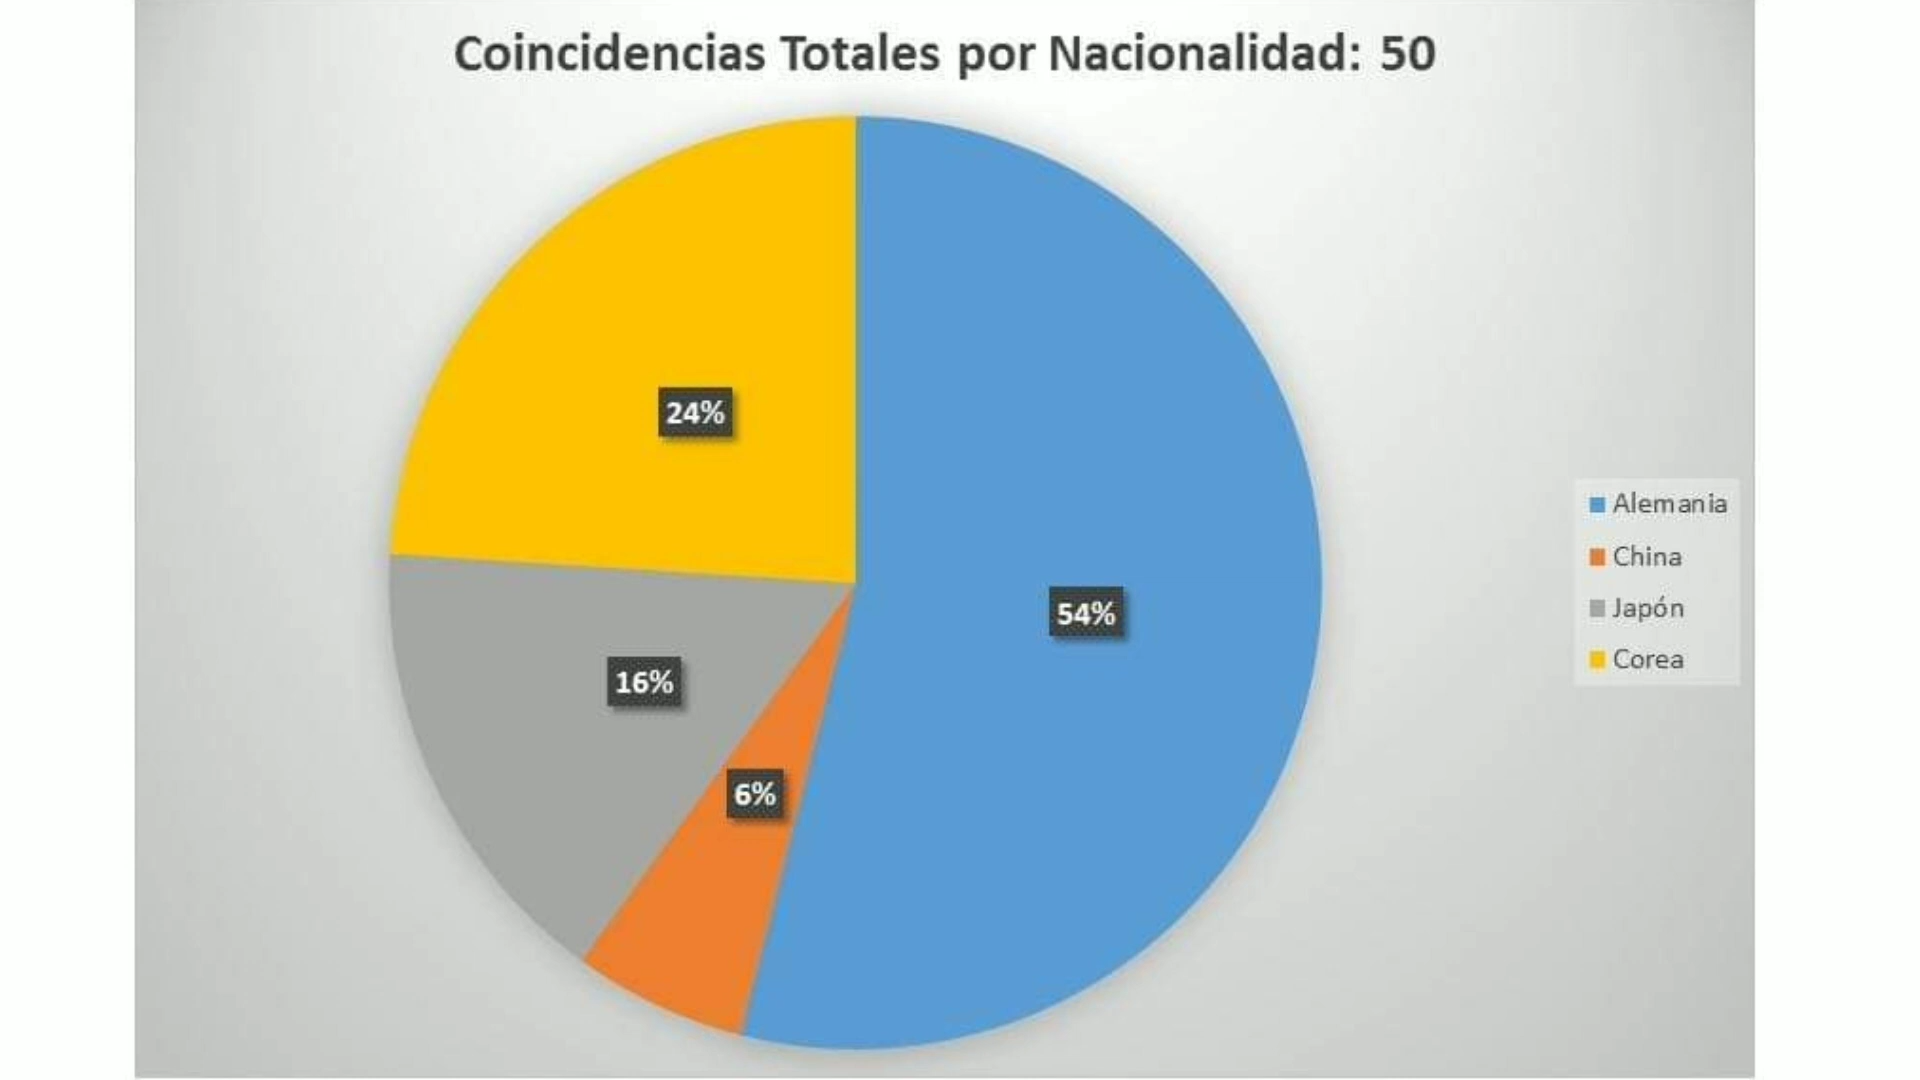 Coincidencias Totales por Nacionalidad: 50
24%
54%
16%
6%
Alemania
China
Japón
Corea